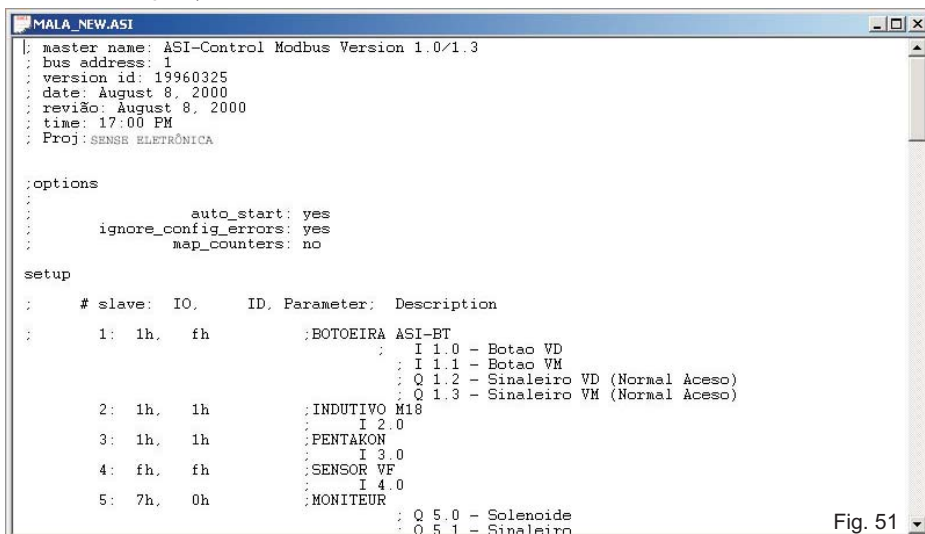 MALA_NEW.ASI
; master name: ASI-Control Modbus Version 1.0/1.3
; bus address: 1
; version id: 19960325
; date: August 8, 2000
; revião: August 8, 2000
; time: 17:00 PM
; Proj: SENSE ELETRÔNICA
;options
;
; auto_start: yes
; ignore_config_errors: yes
; map_counters: no
setup
; # slave: IO, ID, Parameter; Description
; 1: 1h, fh ;BOTOEIRA ASI-BT
; I 1.0 - Botao VD
; I 1.1 - Botao VM
; Q 1.2 - Sinaleiro VD (Normal Aceso)
; Q 1.3 - Sinaleiro VM (Normal Aceso)
2: 1h, 1h ;INDUTIVO M18
; I 2.0
3: 1h, 1h ;PENTAKON
; I 3.0
4: fh, fh ;SENSOR VF
; I 4.0
5: 7h, 0h ;MONITEUR
; Q 5.0 - Solenoide
; Q 5.1 - Sinaleiro
Fig. 51